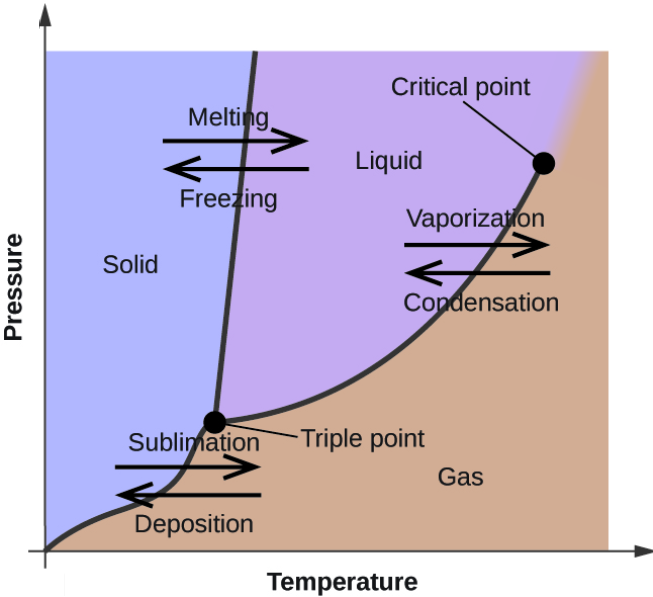 Critical point
Melting
Liquid
Freezing
Vaporization
Solid
Condensation
Pressure
Sublimation
Triple point
Gas
Deposition
Temperature